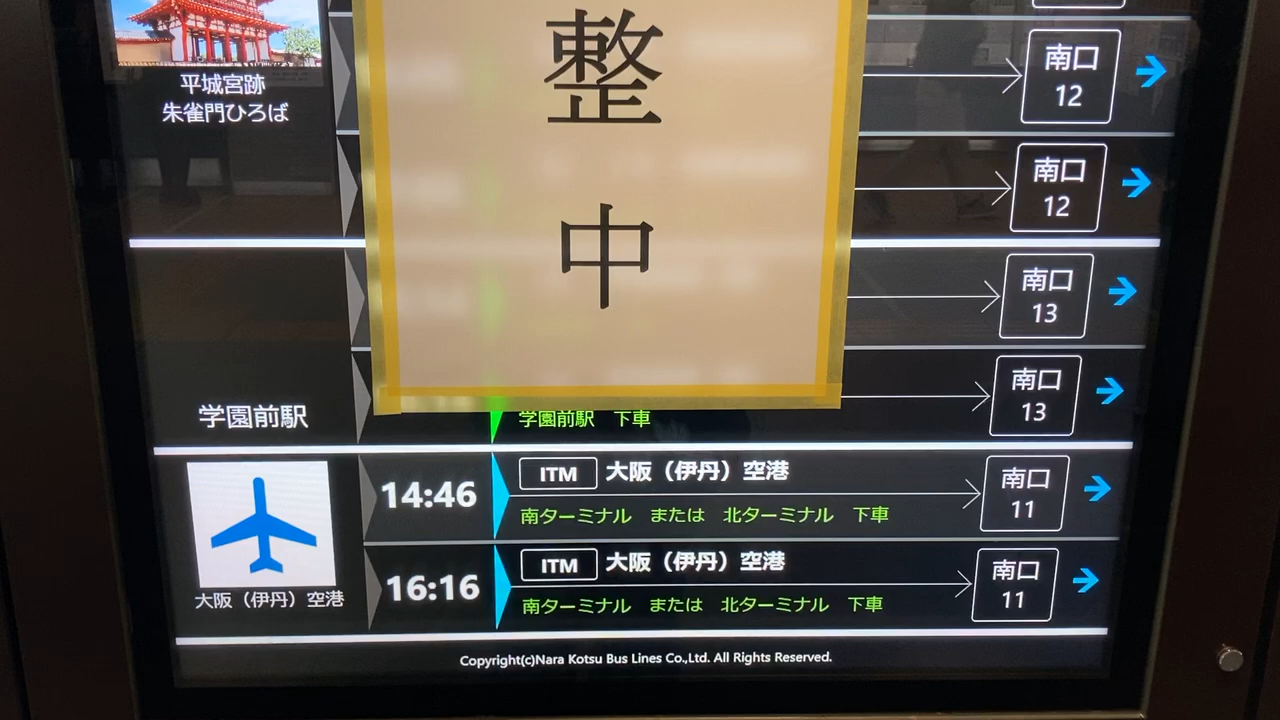 整
中
平城宮跡
朱雀門ひろば
南口
12
南口
12
南口
13
学園前駅
学園前駅 下車
南口
13
大阪（伊丹）空港
14:46
ITM 大阪（伊丹）空港
南ターミナル または 北ターミナル 下車
南口
11
16:16
ITM 大阪（伊丹）空港
南ターミナル または 北ターミナル 下車
南口
11
Copyright(c)Nara Kotsu Bus Lines Co.,Ltd. All Rights Reserved.